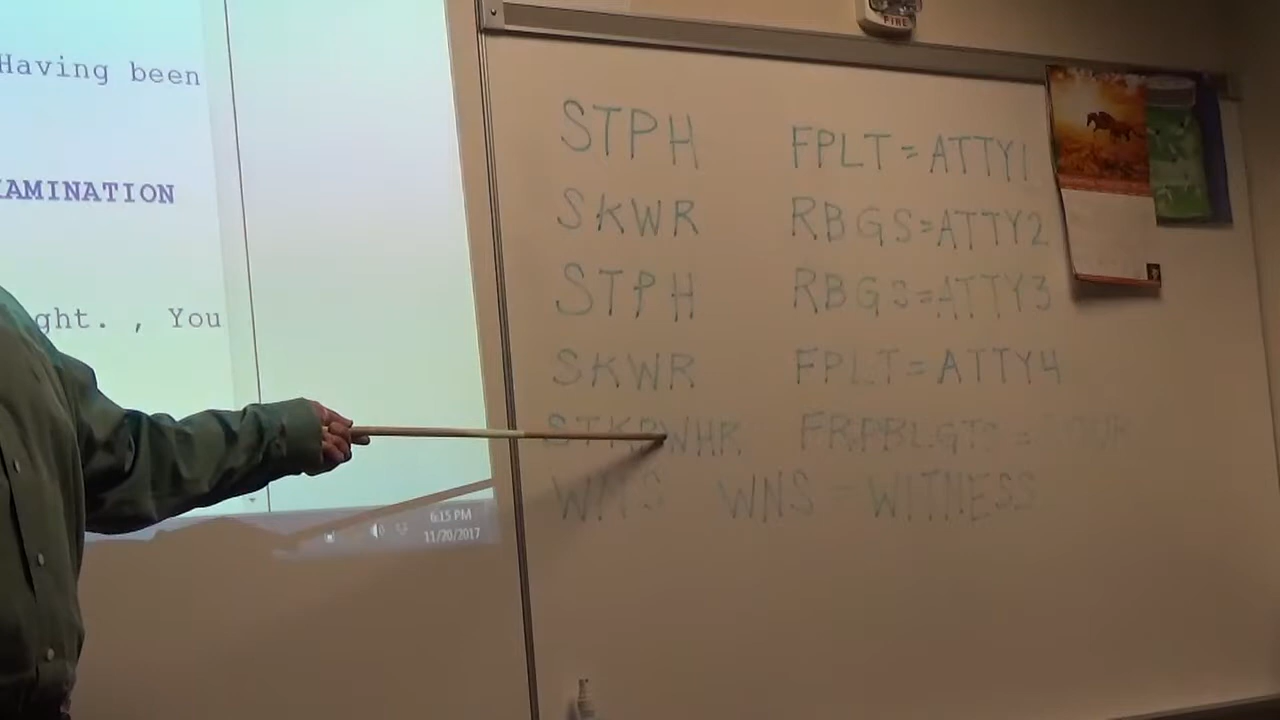 Having been
AMINATION
ght. , You
6:15 PM
11/20/2017
FIRE
STPH FPLT = ATTY1
SKWR RBGS=ATTY2
STPH RBGS=ATTY3
SKWR FPLT = ATTY4
STKPWHR FRPBLGTS =
WNS WNS = WITNESS